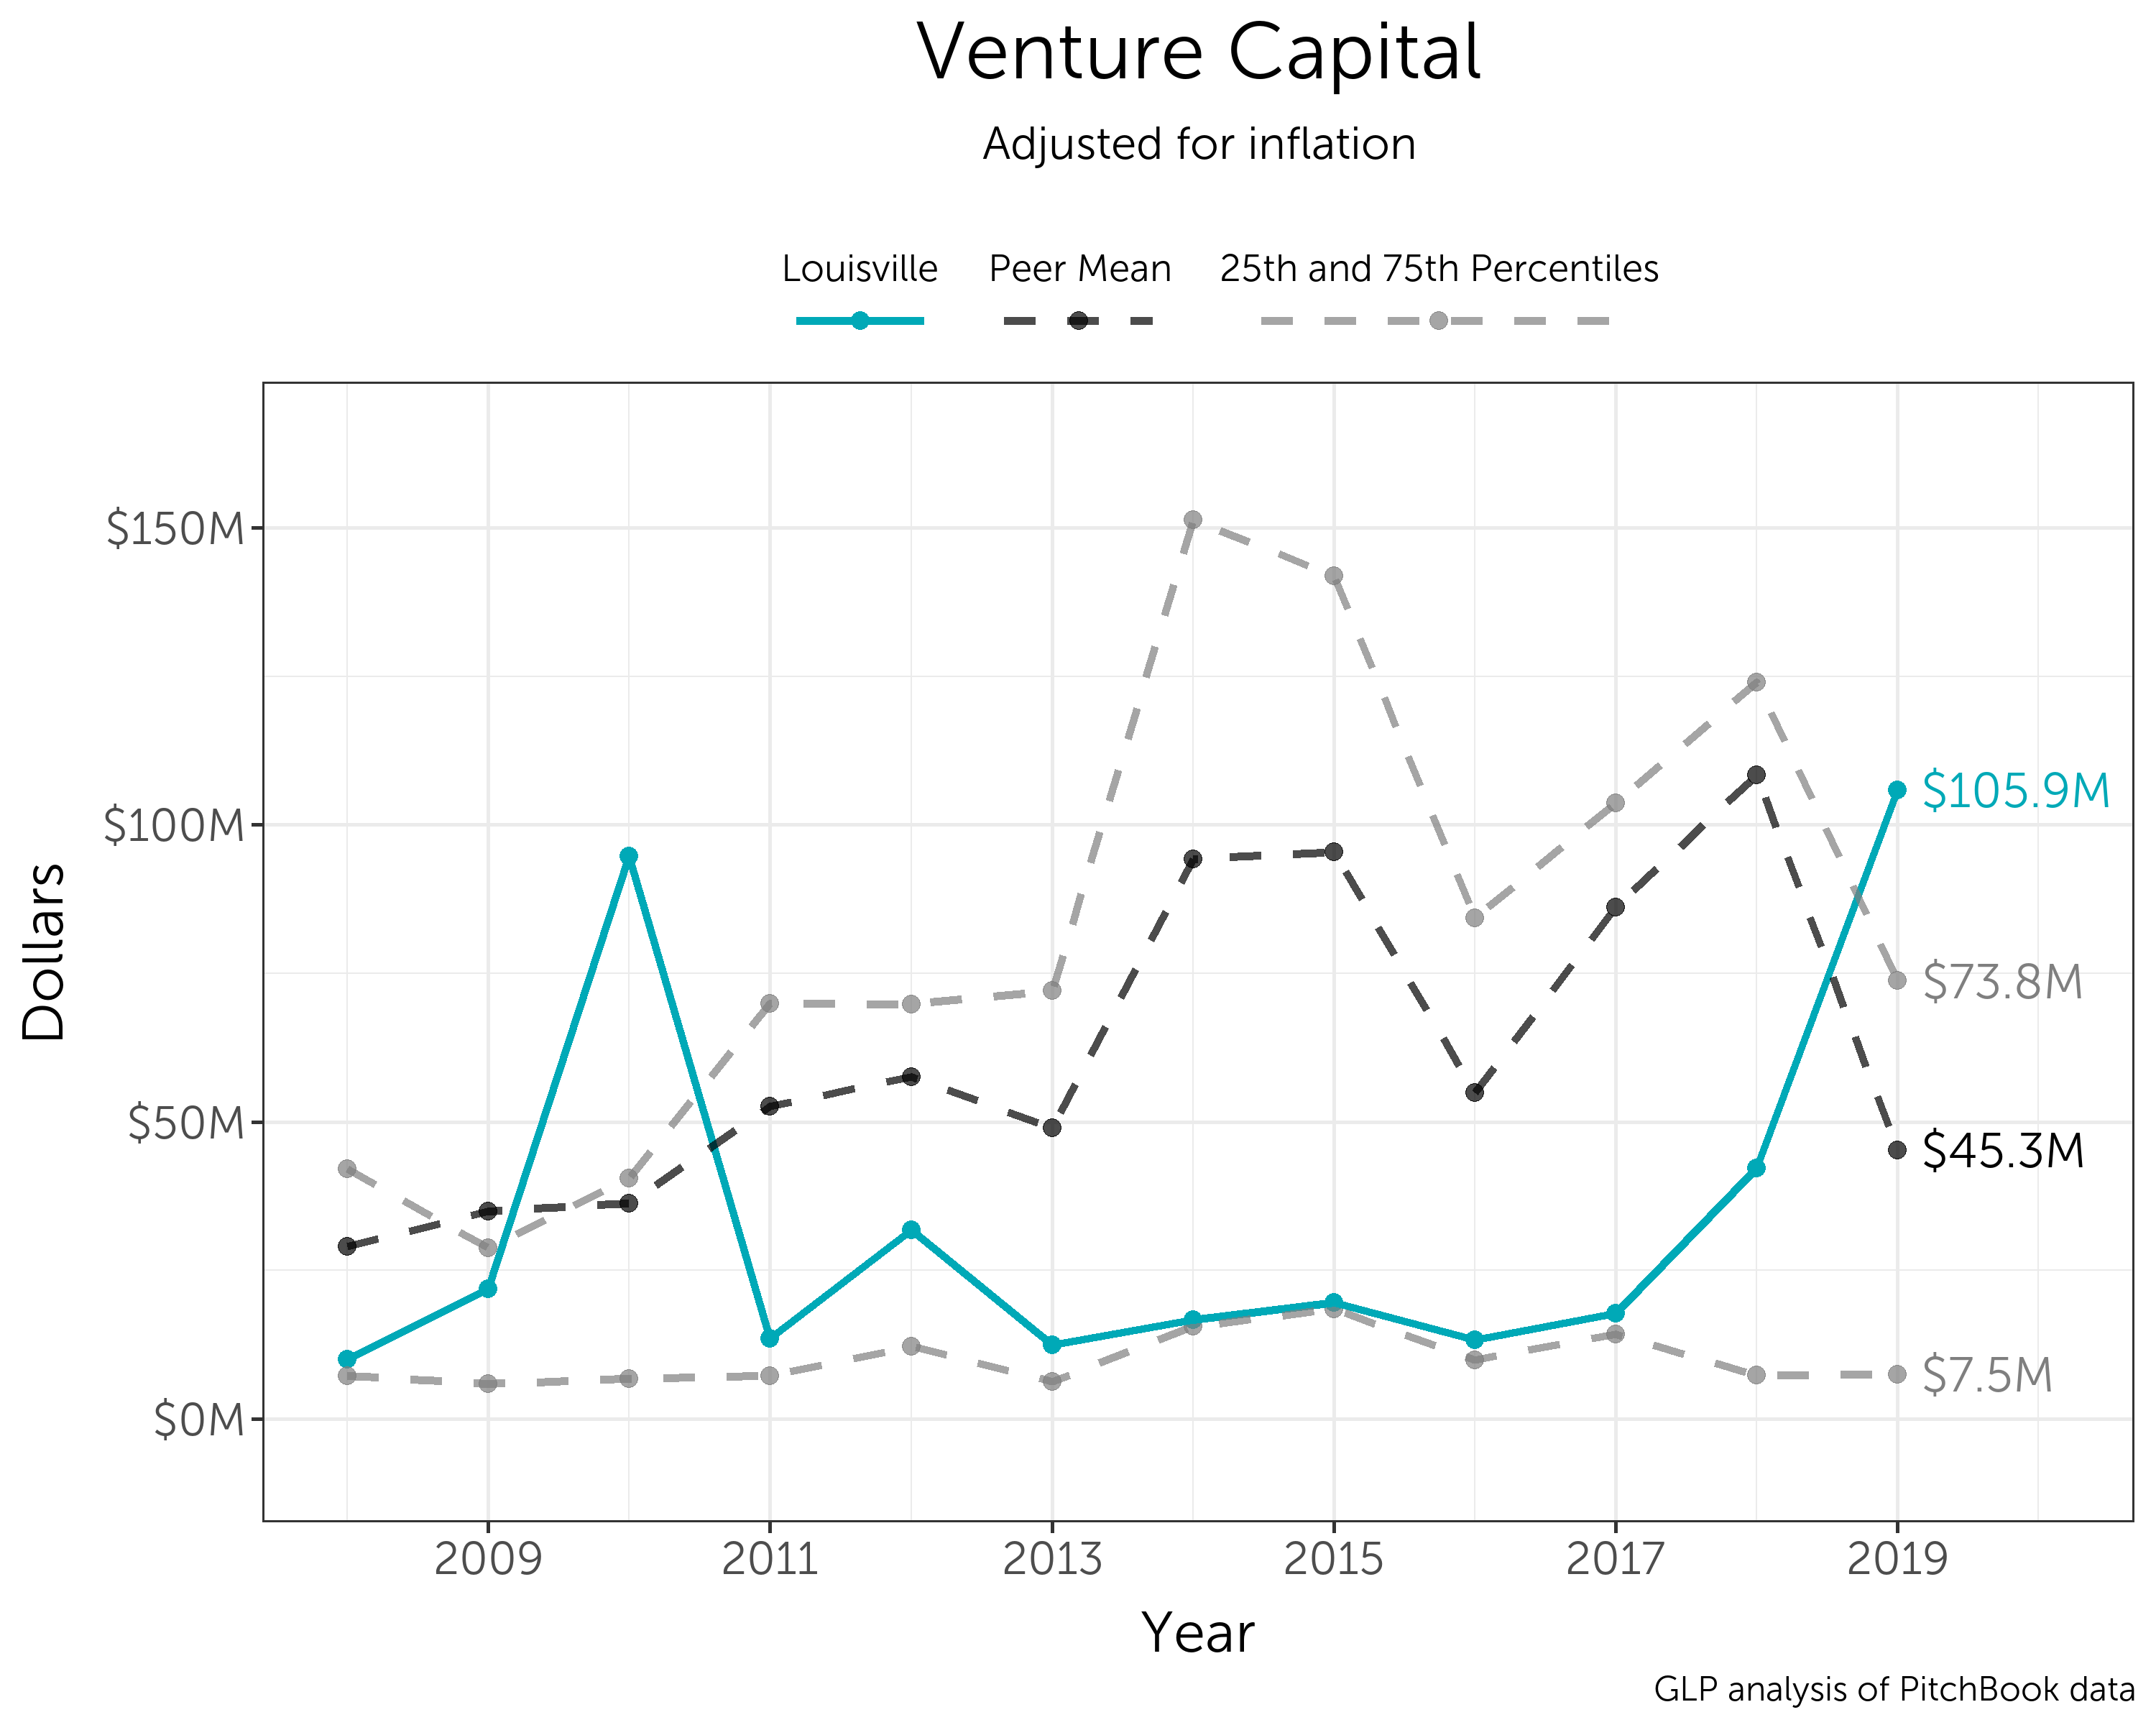 Venture Capital
Adjusted for inflation
Louisville Peer Mean 25th and 75th Percentiles
$150M
$100M
$50M
$0M
Dollars
$105.9M
$73.8M
$45.3M
$7.5M
2009 2011 2013 2015 2017 2019
Year
GLP analysis of PitchBook data